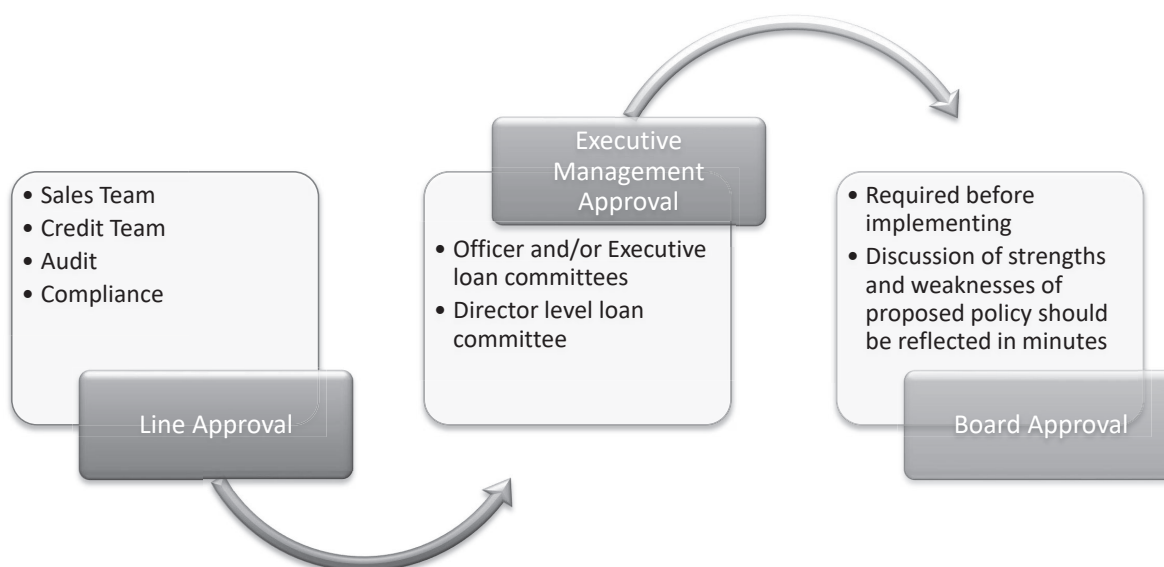 • Sales Team
• Credit Team
• Audit
• Compliance
Line Approval
Executive
Management
Approval
• Officer and/or Executive
loan committees
• Director level loan
committee
• Required before
implementing
• Discussion of strengths
and weaknesses of
proposed policy should
be reflected in minutes
Board Approval